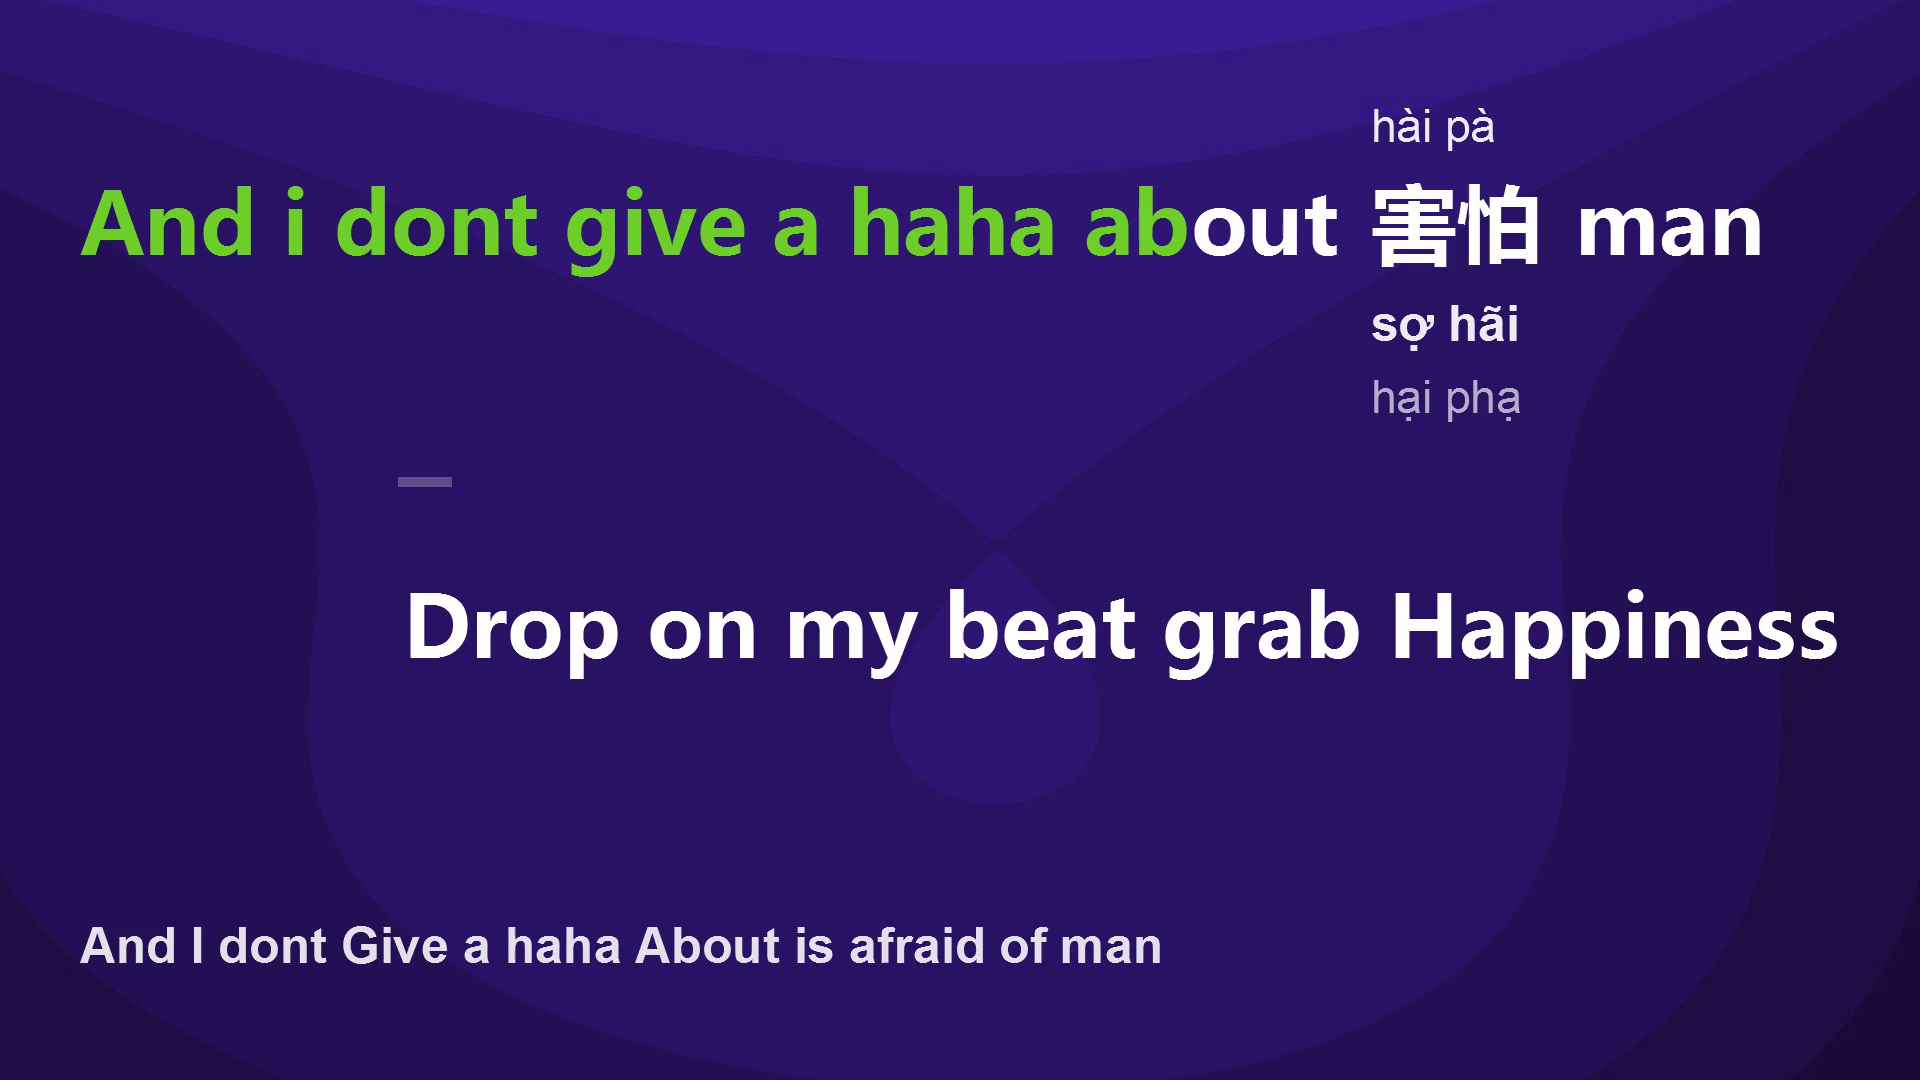 hài pà
And i dont give a haha about 害怕 man
sợ hãi
hại phạ
Drop on my beat grab Happiness
And I dont Give a haha About is afraid of man